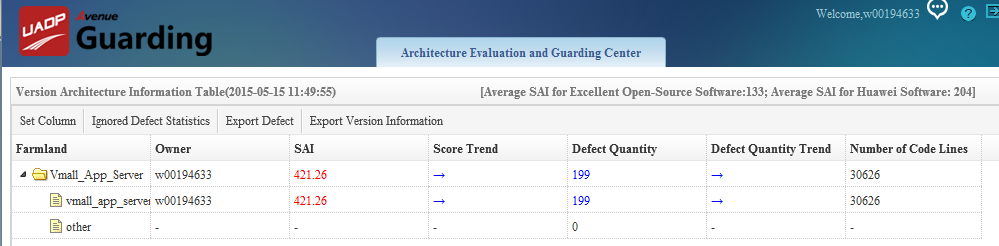 UADP Avenue Guarding
Welcome,w00194633
?
Architecture Evaluation and Guarding Center
Version Architecture Information Table(2015-05-15 11:49:55) [Average SAI for Excellent Open-Source Software:133; Average SAI for Huawei Software: 204]
Set Column Ignored Defect Statistics Export Defect Export Version Information
Farmland Owner SAI Score Trend Defect Quantity Defect Quantity Trend Number of Code Lines
Vmall_App_Server w00194633 421.26 → 199 → 30626
vmall_app_server w00194633 421.26 → 199 → 30626
other - - - 0 - -